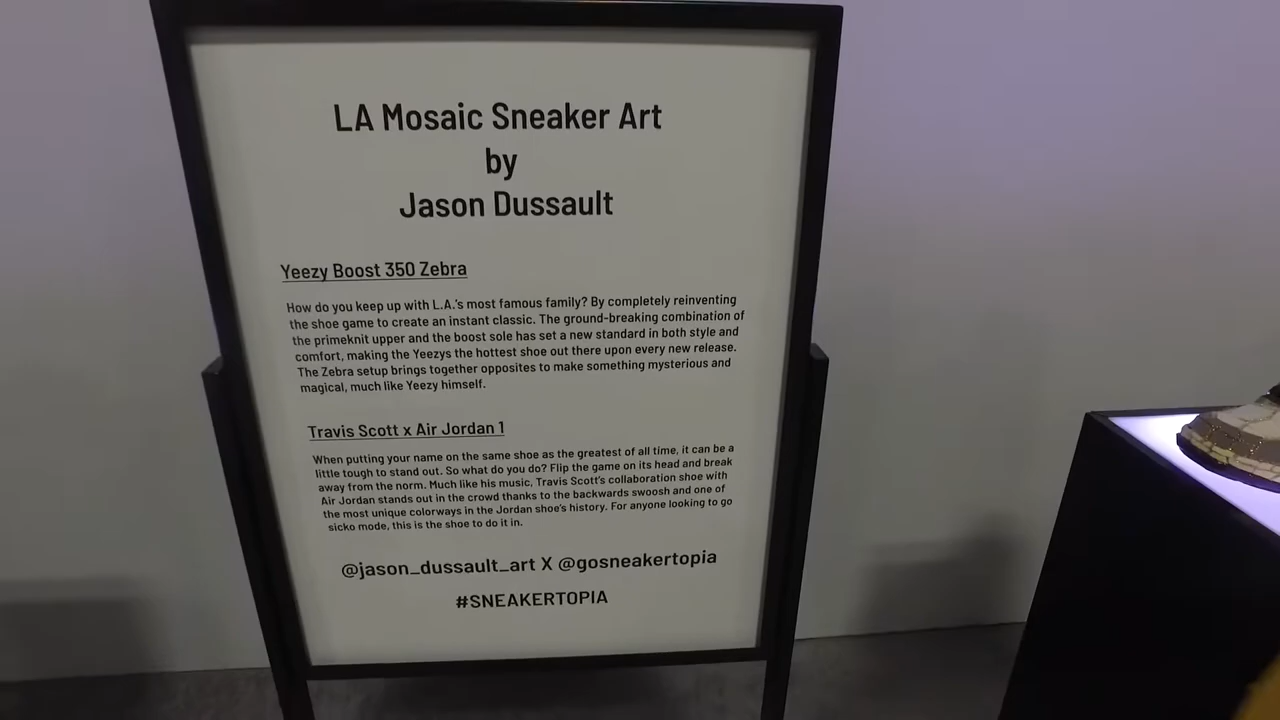 LA Mosaic Sneaker Art
by
Jason Dussault
Yeezy Boost 350 Zebra
How do you keep up with L.A.'s most famous family? By completely reinventing
the shoe game to create an instant classic. The ground-breaking combination of
the primeknit upper and the boost sole has set a new standard in both style and
comfort, making the Yeezys the hottest shoe out there upon every new release.
The Zebra setup brings together opposites to make something mysterious and
magical, much like Yeezy himself.
Travis Scott x Air Jordan 1
When putting your name on the same shoe as the greatest of all time, it can be a
little tough to stand out. So what do you do? Flip the game on its head and break
away from the norm. Much like his music, Travis Scott's collaboration shoe with
Air Jordan stands out in the crowd thanks to the backwards swoosh and one of
the most unique colorways in the Jordan shoe's history. For anyone looking to go
sicko mode, this is the shoe to do it in.
@jason_dussault_art X @gosneakertopia
#SNEAKERTOPIA